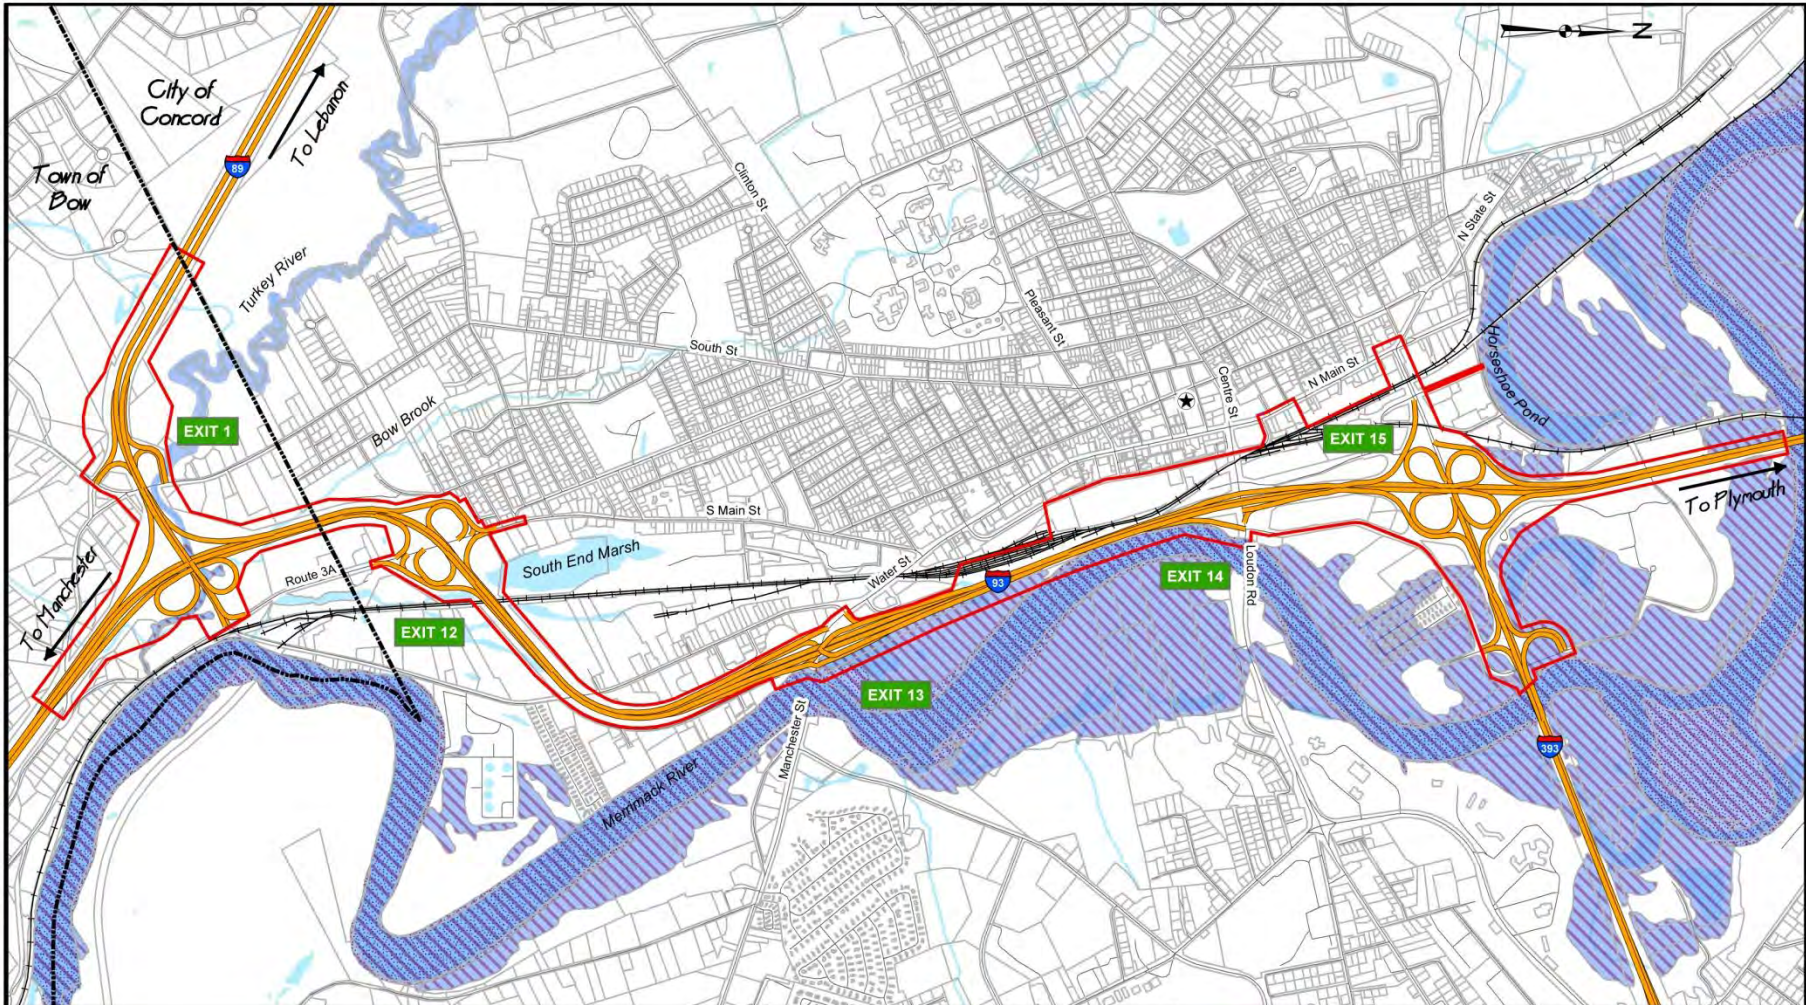 N
City of
Concord
To Lebanon
89
Town of
Bow
Turkey River
Clinton St
N State St
Pleasant St
South St
Horseshoe Pond
N Main St
Centre St
Bow Brook
EXIT 1
EXIT 15
To Plymouth
S Main St
South End Marsh
Water St
Loudon Rd
To Manchester
Route 3A
93
EXIT 14
EXIT 12
EXIT 13
Manchester St
393
Merrimack River